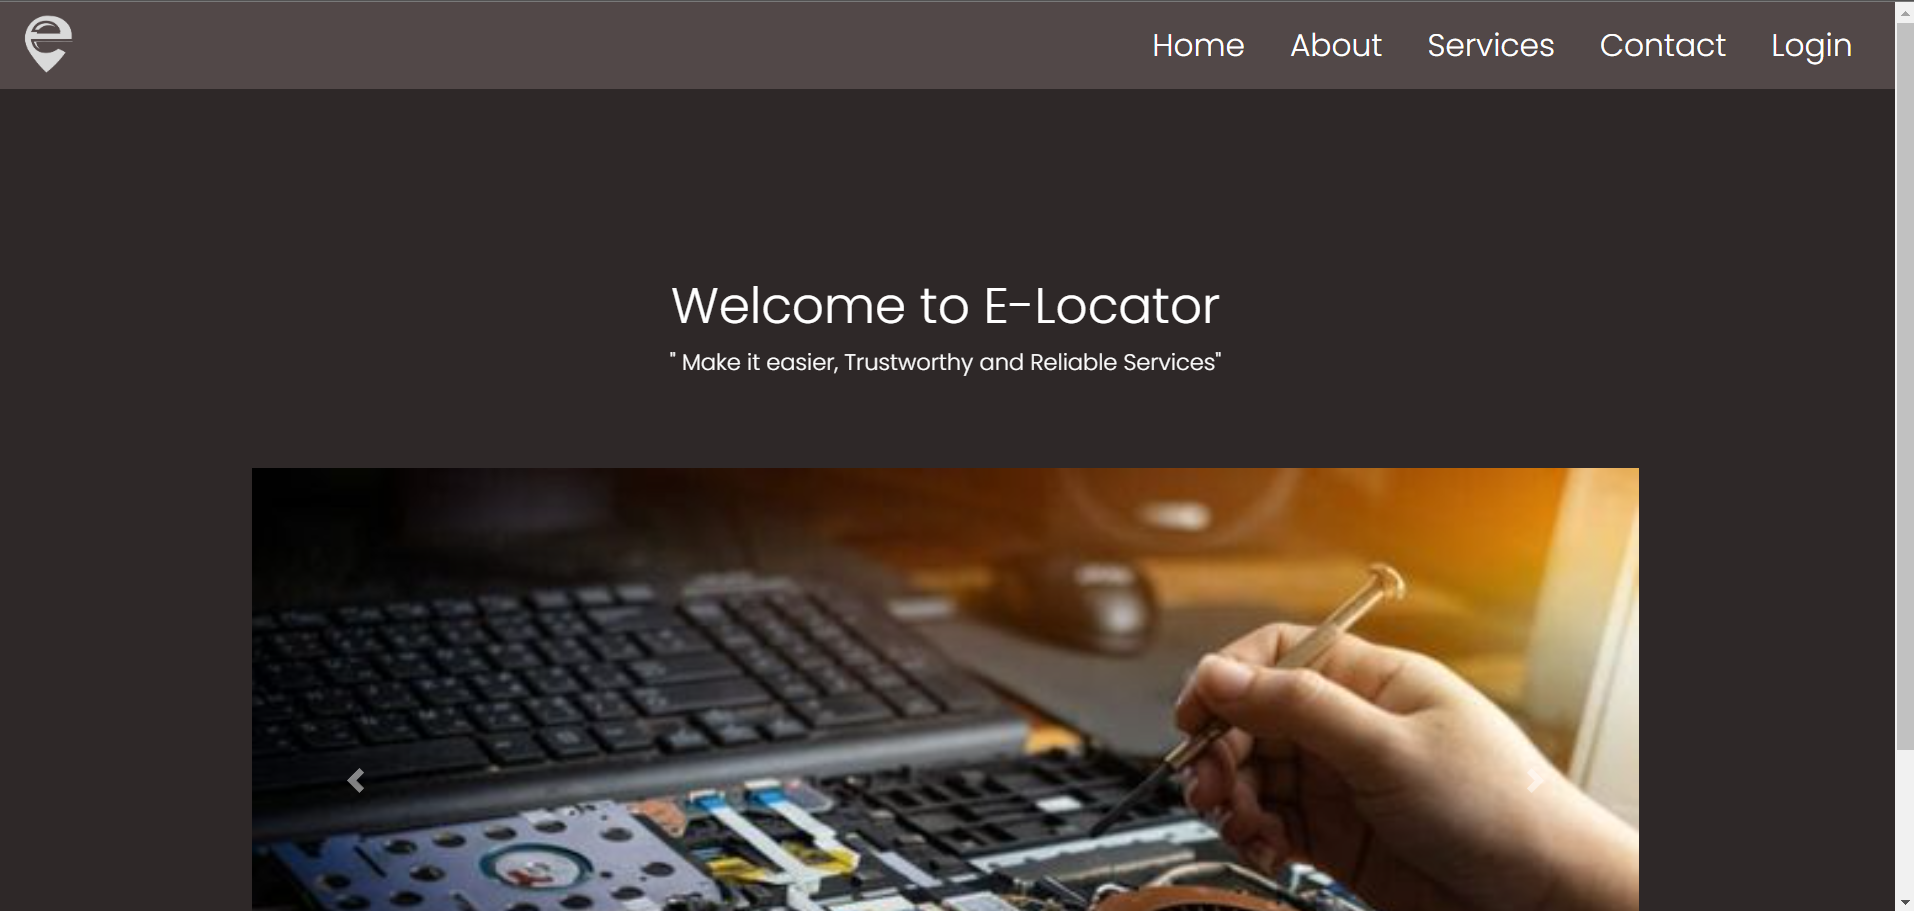 e
Home About Services Contact Login
Welcome to E-Locator
" Make it easier, Trustworthy and Reliable Services"